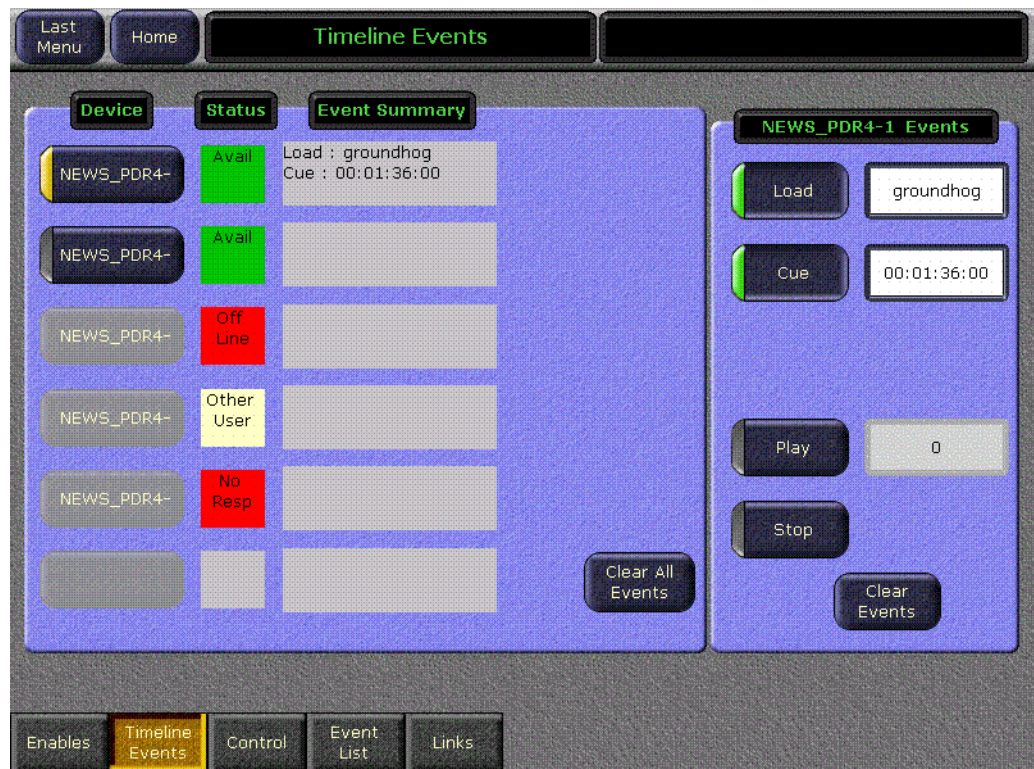 Last
Menu
Home
Timeline Events
Device
Status
Event Summary
NEWS_PDR4-
Avail
Load : groundhog
Cue : 00:01:36:00
NEWS_PDR4-
Avail
NEWS_PDR4-
Off
Line
NEWS_PDR4-
Other
User
NEWS_PDR4-
No
Resp
Clear All
Events
NEWS_PDR4-1 Events
Load
groundhog
Cue
00:01:36:00
Play
0
Stop
Clear
Events
Enables
Timeline
Events
Control
Event
List
Links